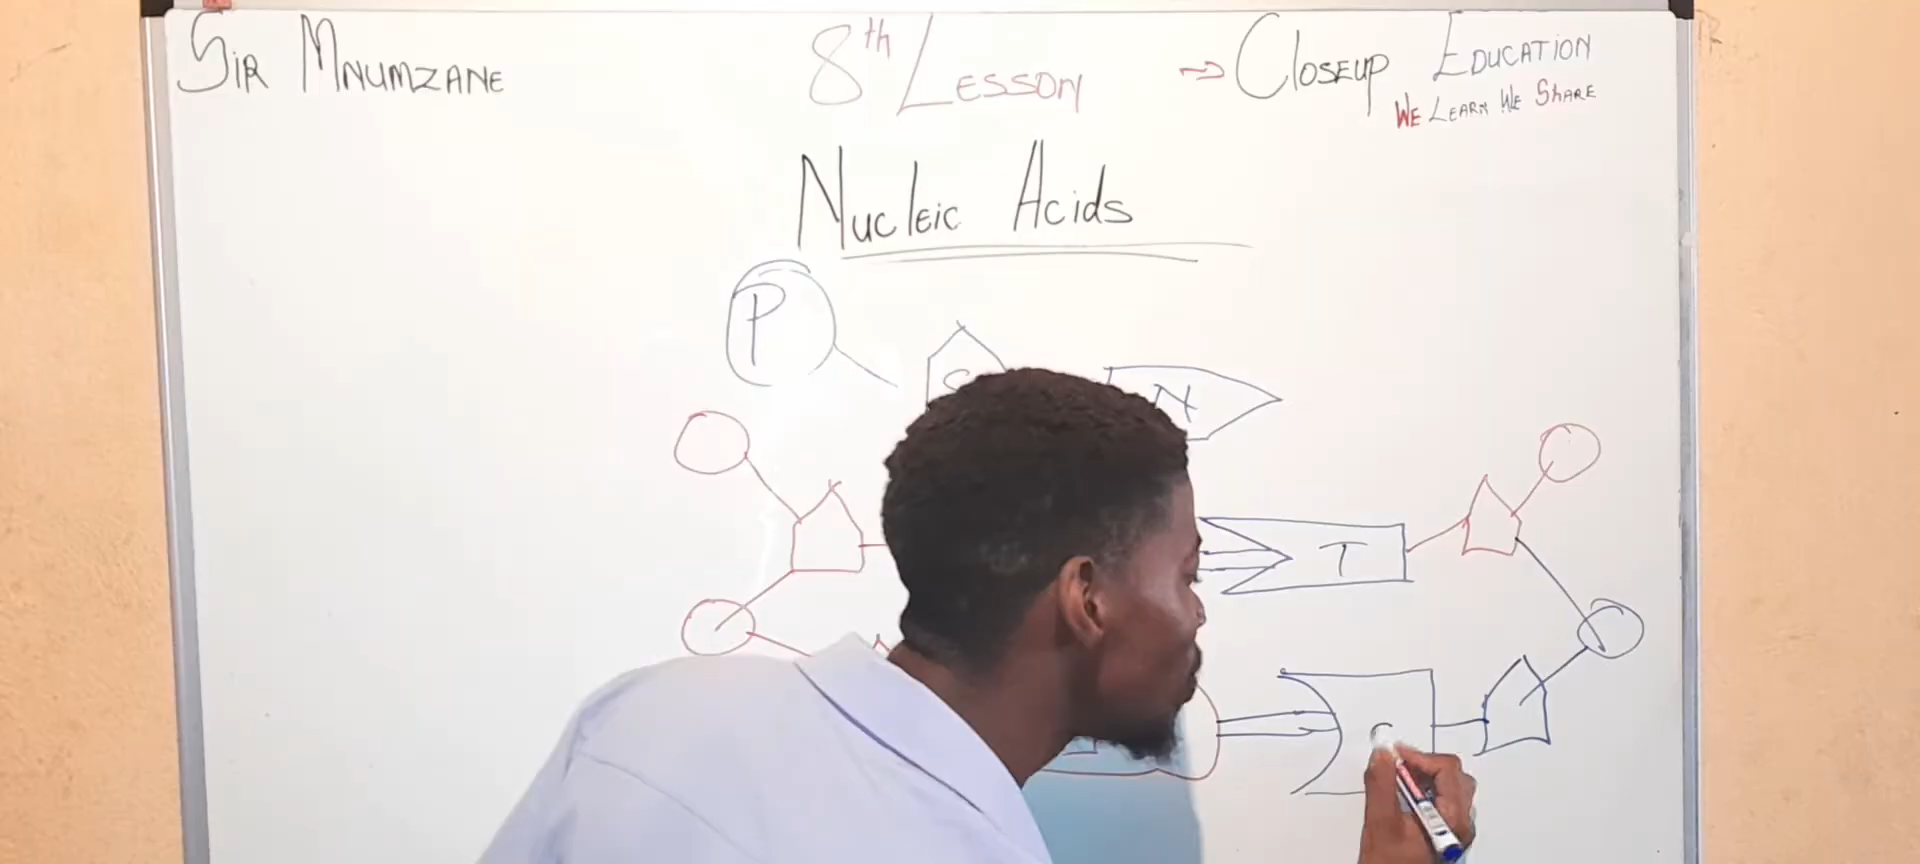 SIR MNUMZANE
8th LESSON
→ CLOSEUP EDUCATION
WE LEARN WE SHARE
NUCLEIC Acids
P
S
N
T
C